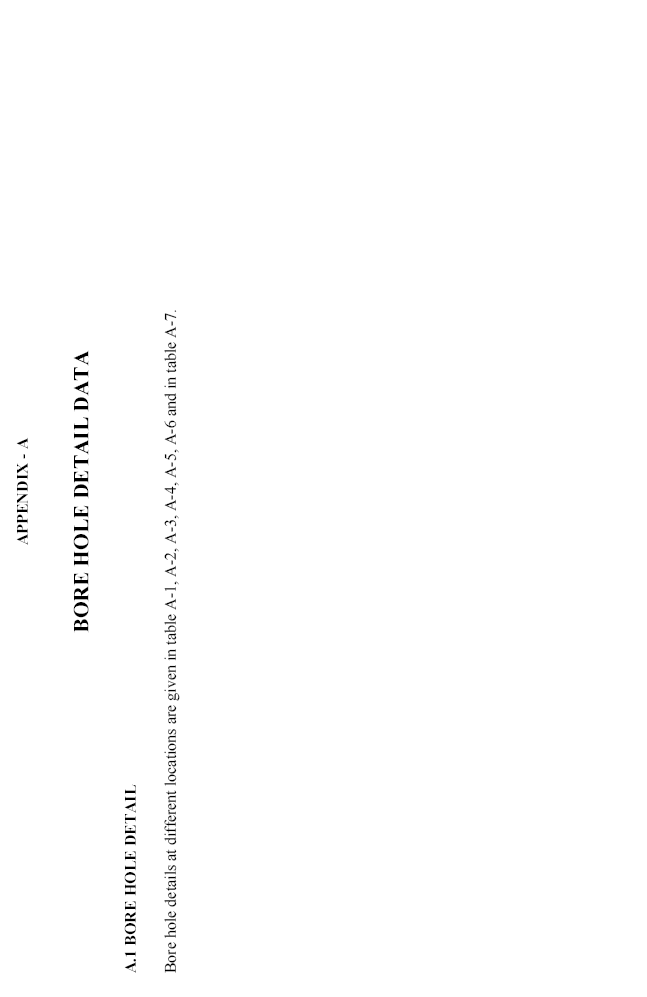 APPENDIX - A
BORE HOLE DETAIL DATA
A.1 BORE HOLE DETAIL
Bore hole details at different locations are given in table A-1, A-2, A-3, A-4, A-5, A-6 and in table A-7.